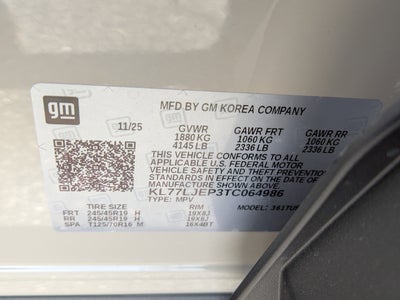 gm
MFD BY GM KOREA COMPANY
11/25 GVWR GAWR FRT GAWR RR
1880 KG 1060 KG 1060 KG
4145 LB 2336 LB 2336 LB
THIS VEHICLE CONFORMS TO ALL
APPLICABLE U.S. FEDERAL MOTOR
VEHICLE SAFETY AND THEFT PREVENTION
STANDARDS IN EFFECT ON THE DATE
OF MANUFACTURE SHOWN ABOVE.
KL77LJEP3TC064986
TYPE: MPV MODEL:
TIRE SIZE RIM
FRT 245/45R19 H 19X8J
RR 245/45R19 H 19X8J
SPA T125/70R16 M 16X4BT